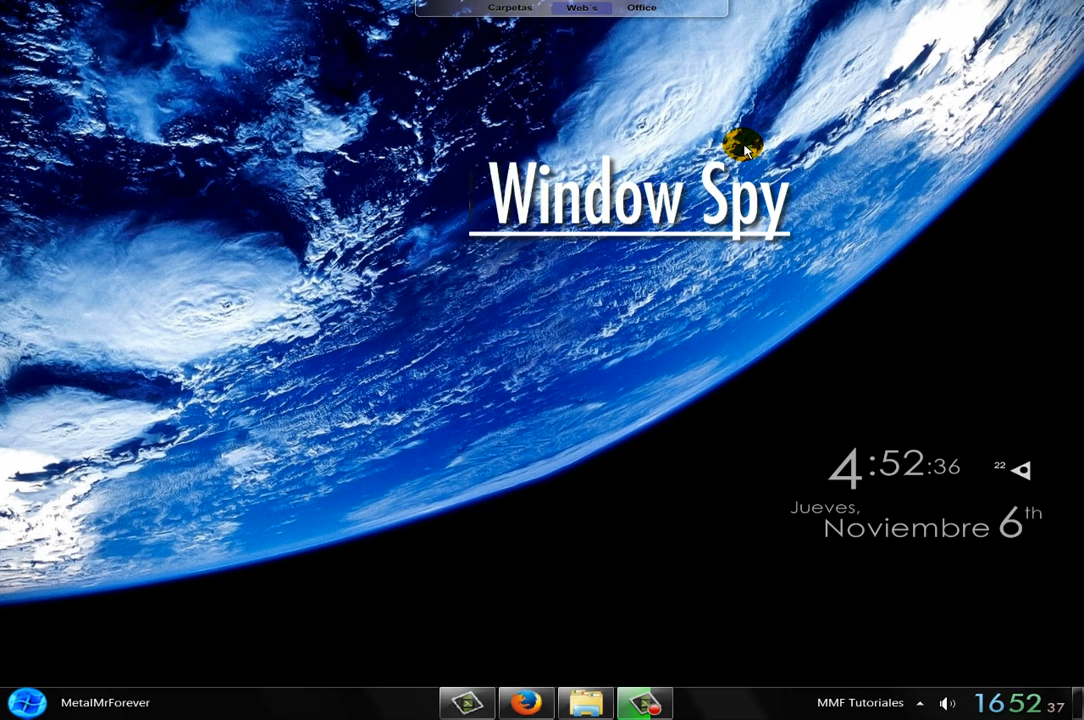 Carpetas Web´s Office
Window Spy
4:52:36 22
Jueves,
Noviembre 6th
MetalMrForever MMF Tutoriales 16 52 37